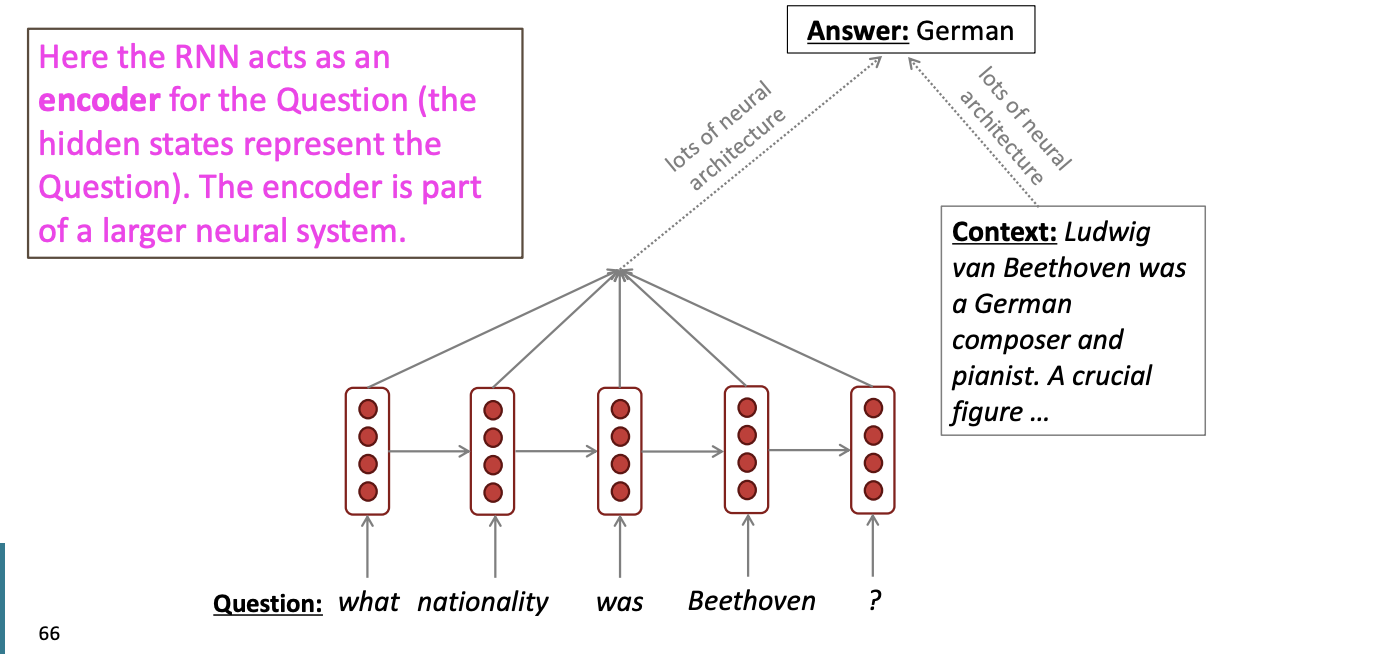 Here the RNN acts as an
encoder for the Question (the
hidden states represent the
Question). The encoder is part
of a larger neural system.
Answer: German
lots of neural
architecture
lots of neural
architecture
Context: Ludwig
van Beethoven was
a German
composer and
pianist. A crucial
figure ...
Question: what nationality was Beethoven ?
66